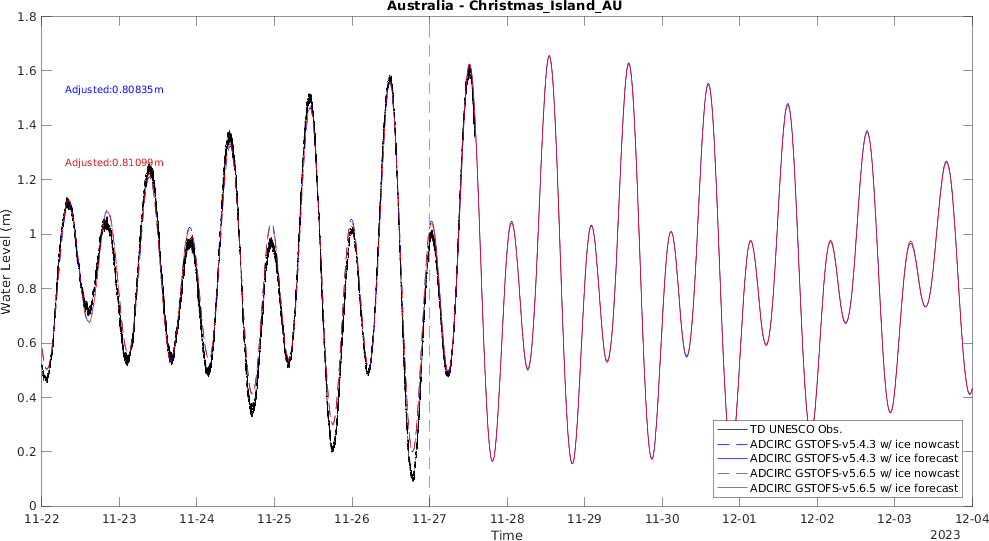 Australia - Christmas_Island_AU
Water Level (m)
1.8
1.6
1.4
1.2
1
0.8
0.6
0.4
0.2
0
Adjusted:0.80835m
Adjusted:0.81099m
TD UNESCO Obs.
ADCIRC GSTOFS-v5.4.3 w/ ice nowcast
ADCIRC GSTOFS-v5.4.3 w/ ice forecast
ADCIRC GSTOFS-v5.6.5 w/ ice nowcast
ADCIRC GSTOFS-v5.6.5 w/ ice forecast
11-22 11-23 11-24 11-25 11-26 11-27 11-28 11-29 11-30 12-01 12-02 12-03 12-04
Time
2023